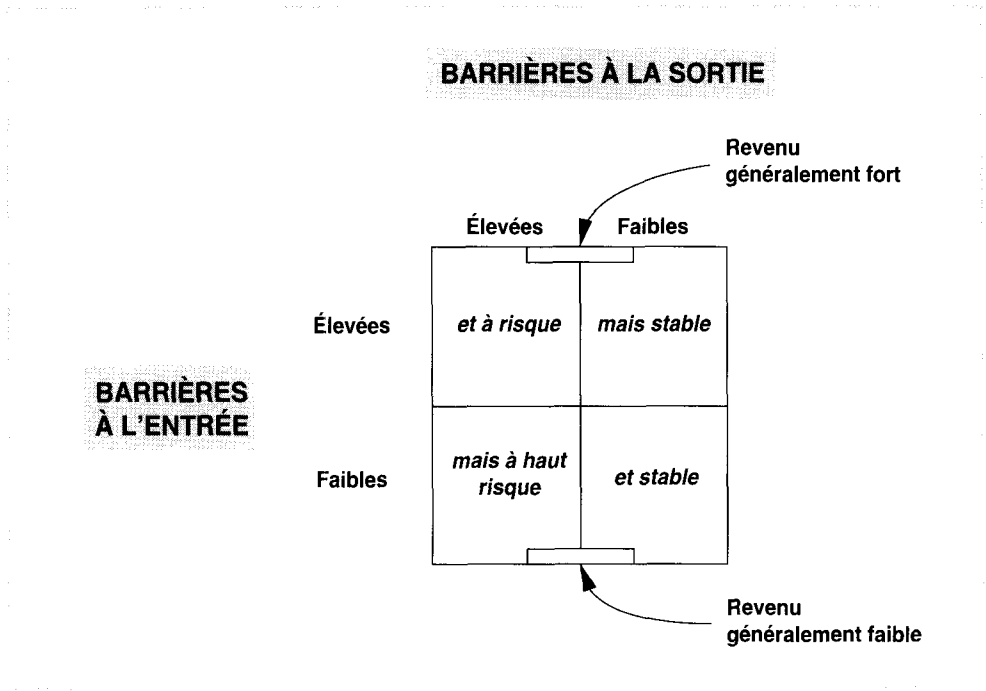 BARRIÈRES À LA SORTIE
Revenu
généralement fort
Élevées Faibles
Élevées
et à risque
mais stable
BARRIÈRES
À L'ENTRÉE
Faibles
mais à haut
risque
et stable
Revenu
généralement faible